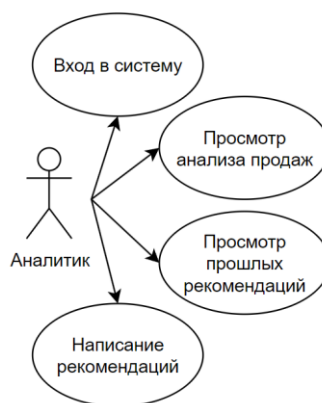 Вход в систему
Просмотр
анализа продаж
Аналитик
Просмотр
прошлых
рекомендаций
Написание
рекомендаций